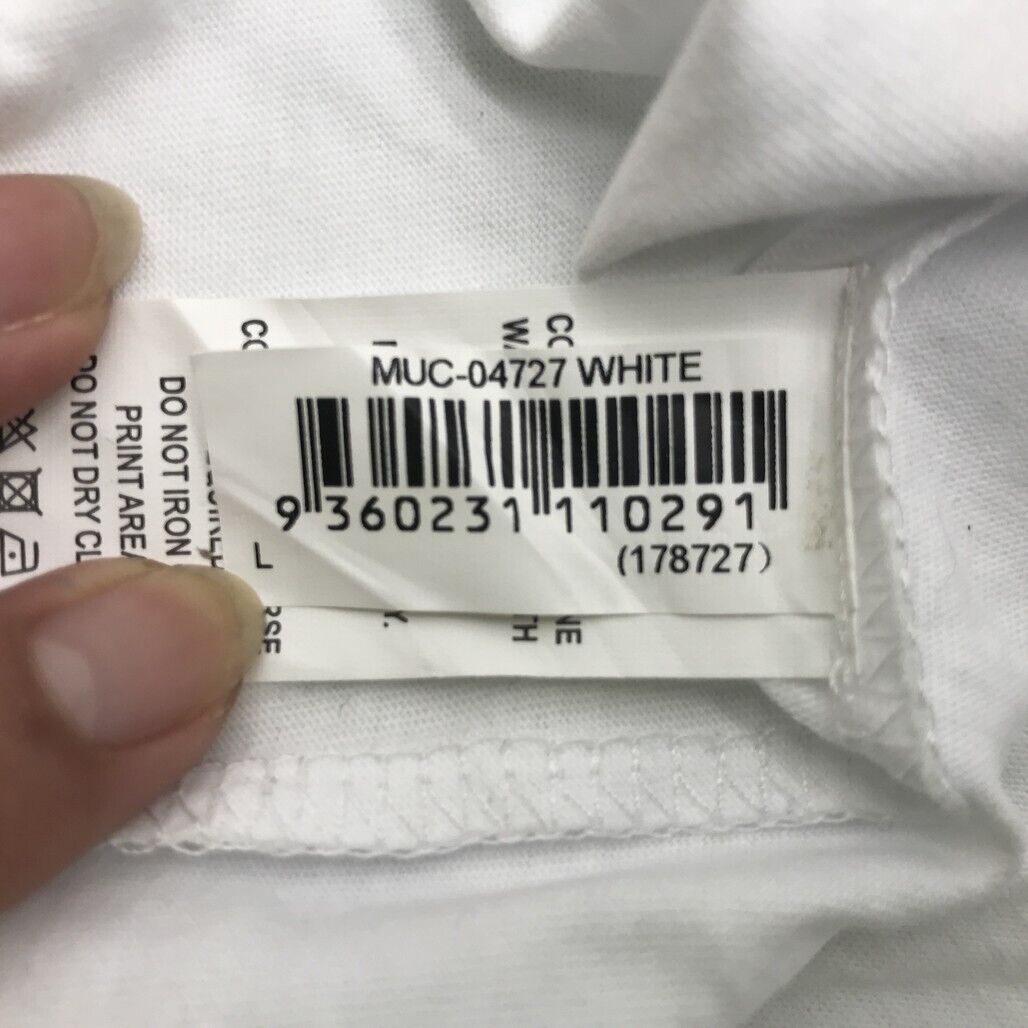 MUC-04727 WHITE
9 360231 110291
L
(178727)
DO NOT IRON
PRINT AREA
DO NOT DRY CL